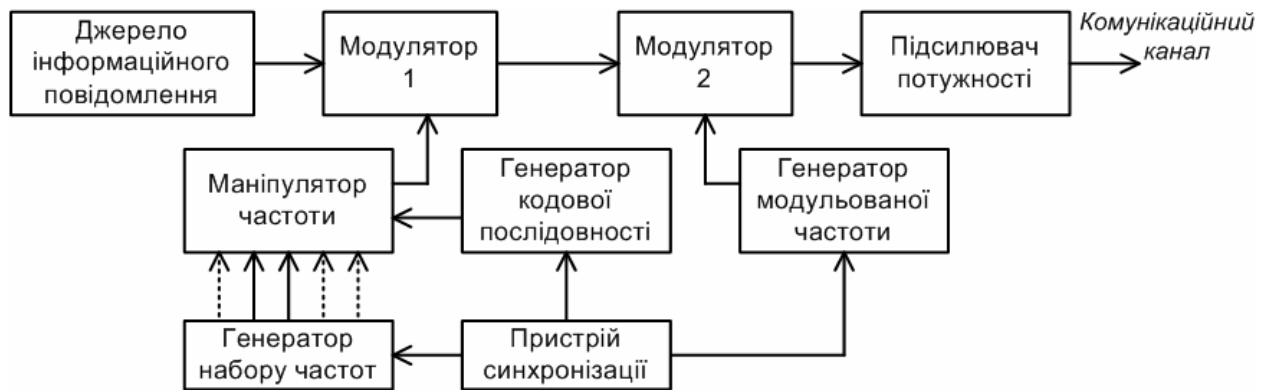 Джерело
інформаційного
повідомлення
Модулятор
1
Модулятор
2
Підсилювач
потужності
Комунікаційний
канал
Маніпулятор
частоти
Генератор
кодової
послідовності
Генератор
модульованої
частоти
Генератор
набору частот
Пристрій
синхронізації